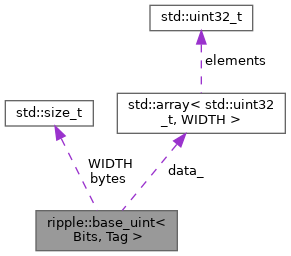 std::uint32_t
elements
std::size_t
std::array< std::uint32
_t, WIDTH >
WIDTH
bytes
data_
ripple::base_uint<
Bits, Tag >